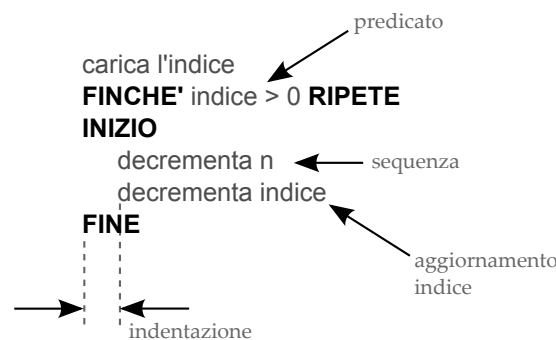 predicato
carica l'indice
FINCHE' indice > 0 RIPETE
INIZIO
decrementa n
sequenza
decrementa indice
FINE
aggiornamento
indice
indentazione